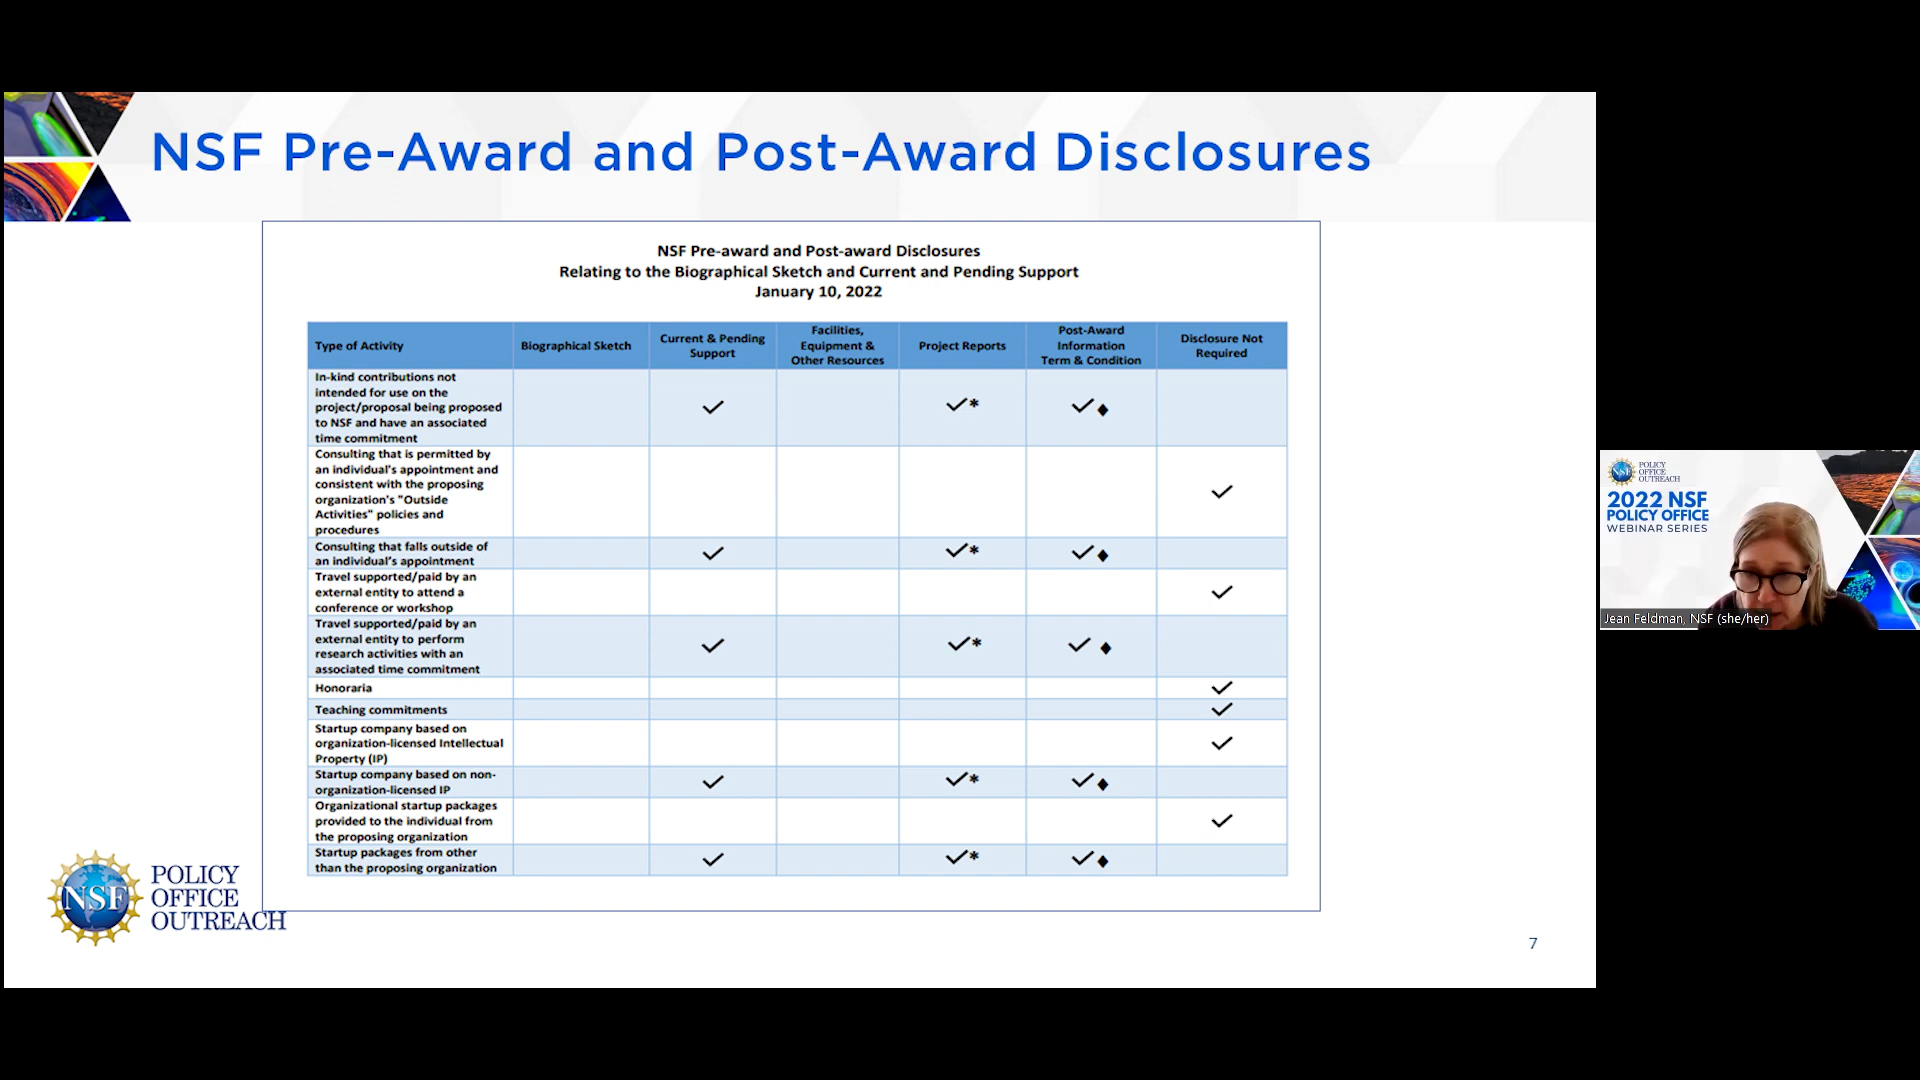 NSF Pre-Award and Post-Award Disclosures
NSF Pre-award and Post-award Disclosures
Relating to the Biographical Sketch and Current and Pending Support
January 10, 2022
Type of Activity
Biographical Sketch
Current & Pending
Support
Facilities,
Equipment &
Other Resources
Project Reports
Post-Award
Information
Term & Condition
Disclosure Not
Required
In-kind contributions not
intended for use on the
project/proposal being proposed
to NSF and have an associated
time commitment
✓
✓*
✓♦
Consulting that is permitted by
an individual's appointment and
consistent with the proposing
organization's "Outside
Activities" policies and
procedures
✓
Consulting that falls outside of
an individual's appointment
✓
✓*
✓♦
Travel supported/paid by an
external entity to attend a
conference or workshop
✓
Travel supported/paid by an
external entity to perform
research activities with an
associated time commitment
✓
✓*
✓ ♦
Honoraria
✓
Teaching commitments
✓
Startup company based on
organization-licensed Intellectual
Property (IP)
✓
Startup company based on non-
organization-licensed IP
✓
✓*
✓♦
Organizational startup packages
provided to the individual from
the proposing organization
✓
Startup packages from other
than the proposing organization
✓
✓*
✓♦
NSF
POLICY
OFFICE
OUTREACH
7
NSF
POLICY
OFFICE
OUTREACH
2022 NSF
POLICY OFFICE
WEBINAR SERIES
Jean Feldman, NSF (she/her)